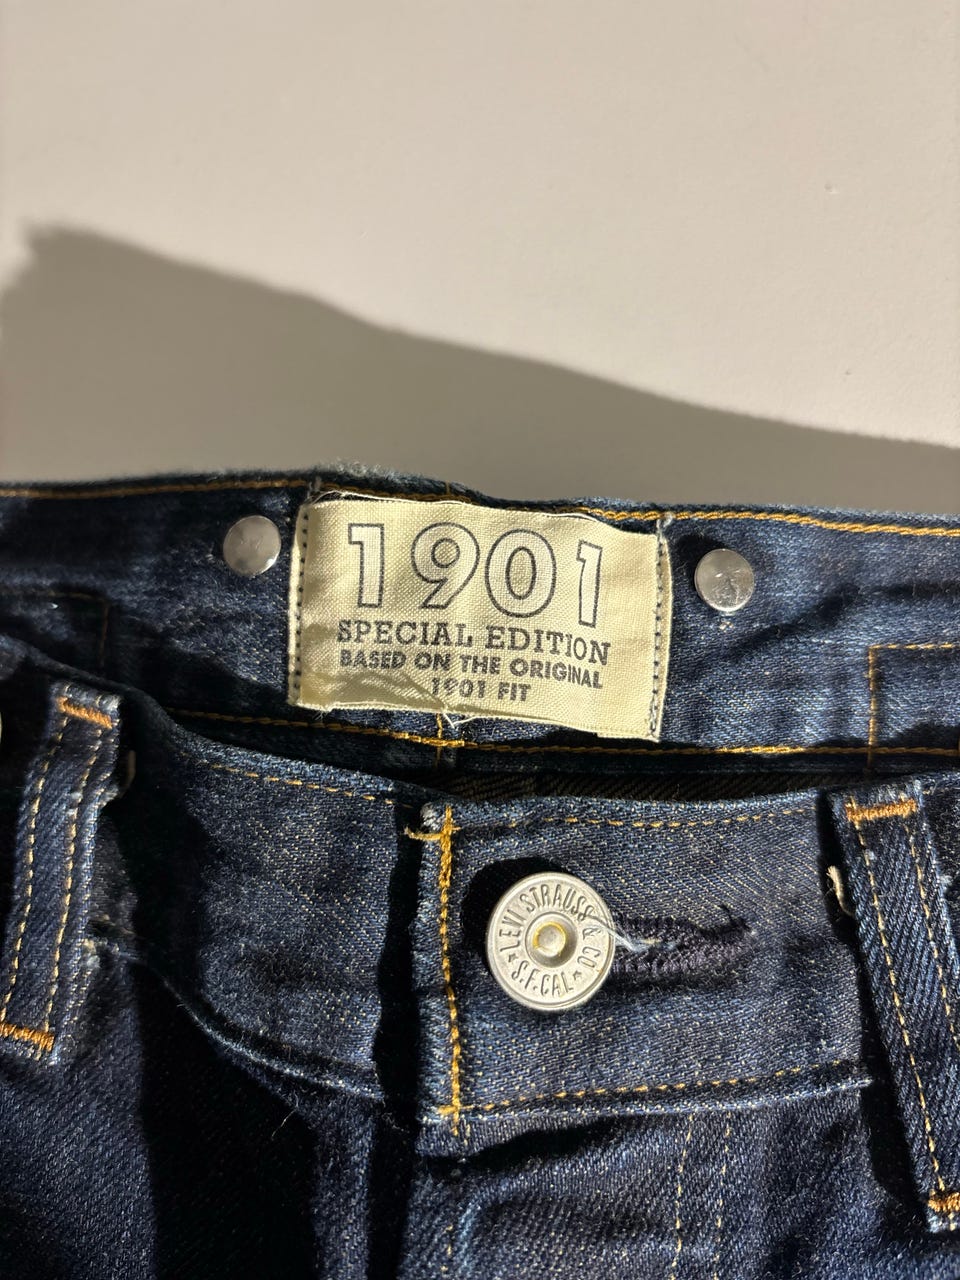 1901
SPECIAL EDITION
BASED ON THE ORIGINAL
1901 FIT
LEVI STRAUSS & CO
S.F.CAL